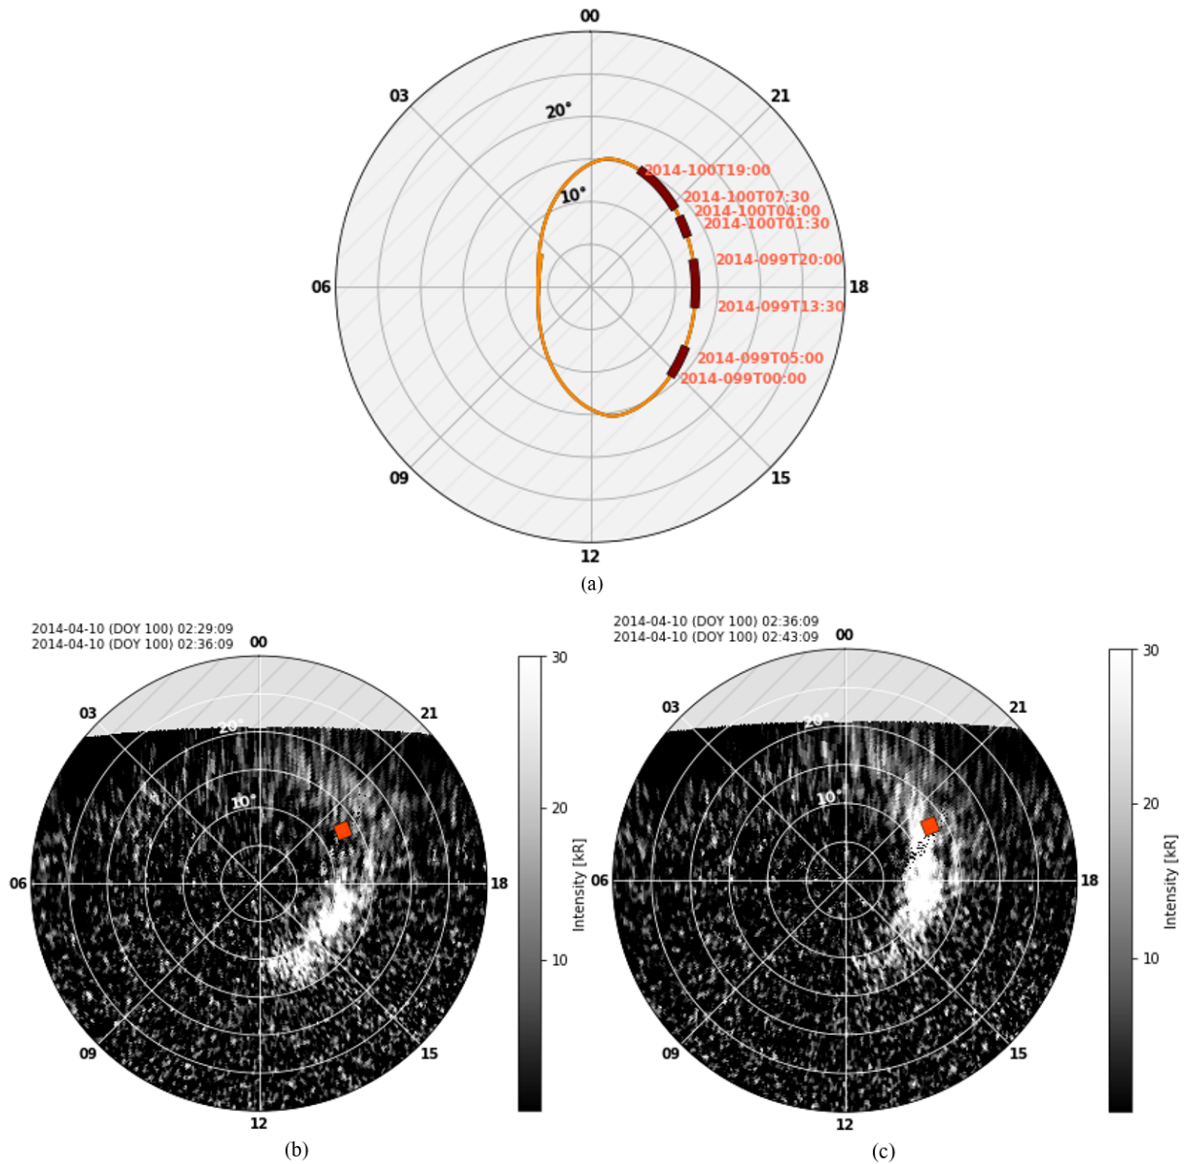 00
03
21
20°
2014-100T19:00
10°
2014-100T07:30
2014-100T04:00
2014-100T01:30
2014-099T20:00
06
18
2014-099T13:30
2014-099T05:00
2014-099T00:00
09
15
12
(a)
2014-04-10 (DOY 100) 02:29:09
2014-04-10 (DOY 100) 02:36:09
00
03
21
20°
10°
06
18
09
15
12
30
20
10
Intensity [kR]
(b)
2014-04-10 (DOY 100) 02:36:09
2014-04-10 (DOY 100) 02:43:09
00
03
21
20°
10°
06
18
09
15
12
30
20
10
Intensity [kR]
(c)